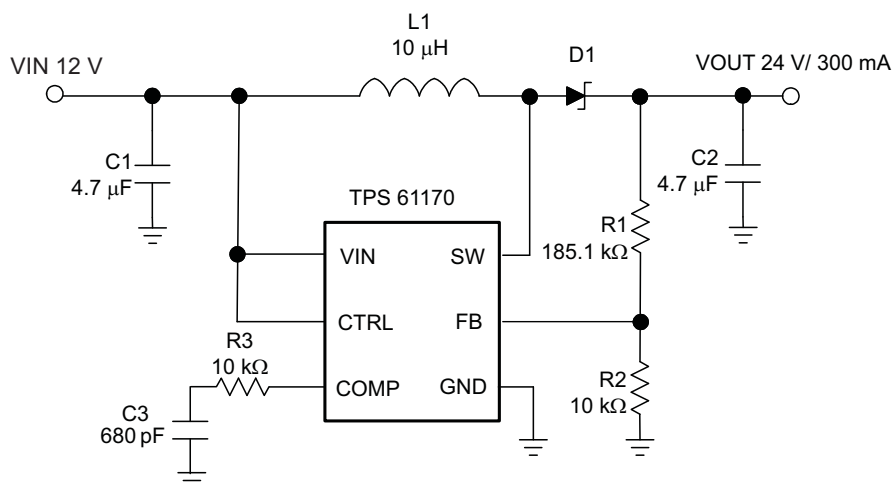 L1
10 μH
D1
VIN 12 V
VOUT 24 V/ 300 mA
C1
4.7 μF
C2
4.7 μF
TPS 61170
R1
185.1 kΩ
VIN
SW
CTRL
FB
R3
10 kΩ
COMP
GND
R2
10 kΩ
C3
680 pF